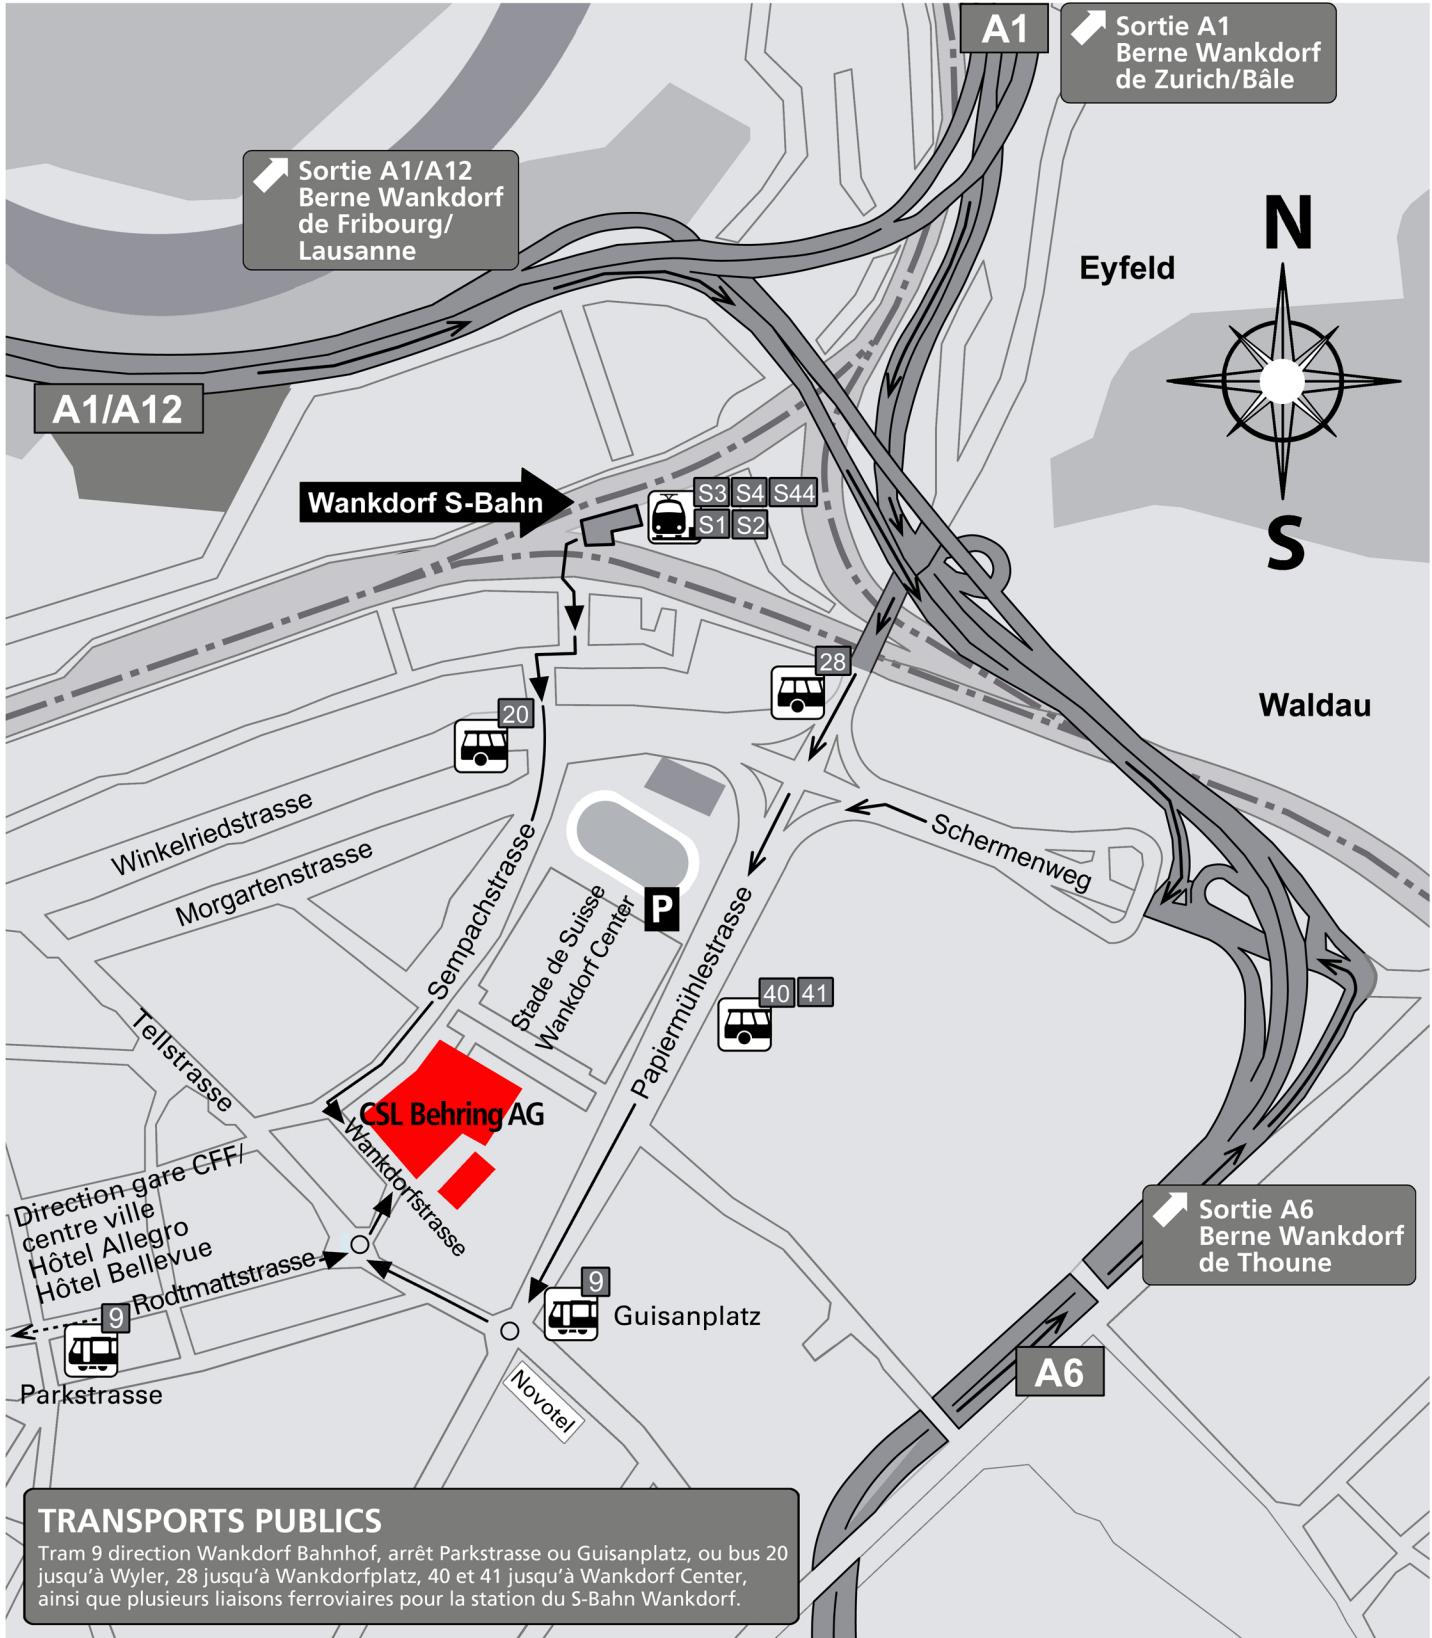 A1
Sortie A1
Berne Wankdorf
de Zurich/Bâle
Sortie A1/A12
Berne Wankdorf
de Fribourg/
Lausanne
N
Eyfeld
A1/A12
S
Wankdorf S-Bahn
S3 S4 S44
S1 S2
28
Waldau
20
Winkelriedstrasse
Morgartenstrasse
Schermenweg
Sempachstrasse
P
Stade de Suisse
Wankdorf Center
Papiermühlestrasse
40 41
Tellstrasse
CSL Behring AG
Wankdorfstrasse
Direction gare CFF/
centre ville
Hôtel Allegro
Hôtel Bellevue
Rodtmattstrasse
Sortie A6
Berne Wankdorf
de Thoune
9
Guisanplatz
9
Parkstrasse
A6
Novotel
TRANSPORTS PUBLICS
Tram 9 direction Wankdorf Bahnhof, arrêt Parkstrasse ou Guisanplatz, ou bus 20
jusqu'à Wyler, 28 jusqu'à Wankdorfplatz, 40 et 41 jusqu'à Wankdorf Center,
ainsi que plusieurs liaisons ferroviaires pour la station du S-Bahn Wankdorf.